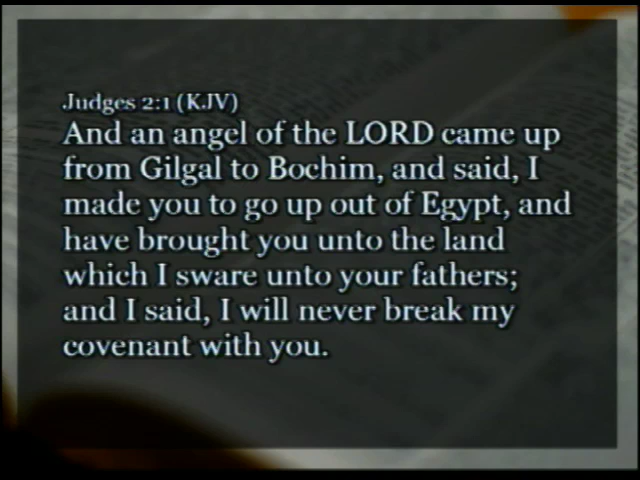 Judges 2:1 (KJV)
And an angel of the LORD came up
from Gilgal to Bochim, and said, I
made you to go up out of Egypt, and
have brought you unto the land
which I sware unto your fathers;
and I said, I will never break my
covenant with you.